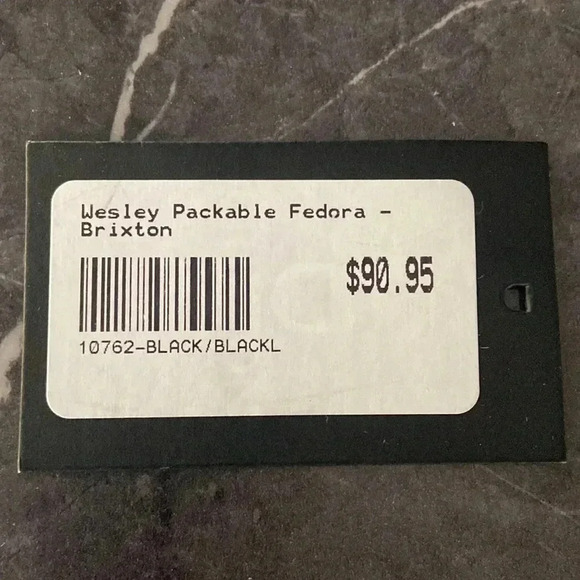 Wesley Packable Fedora -
Brixton
$90.95
10762-BLACK/BLACKL